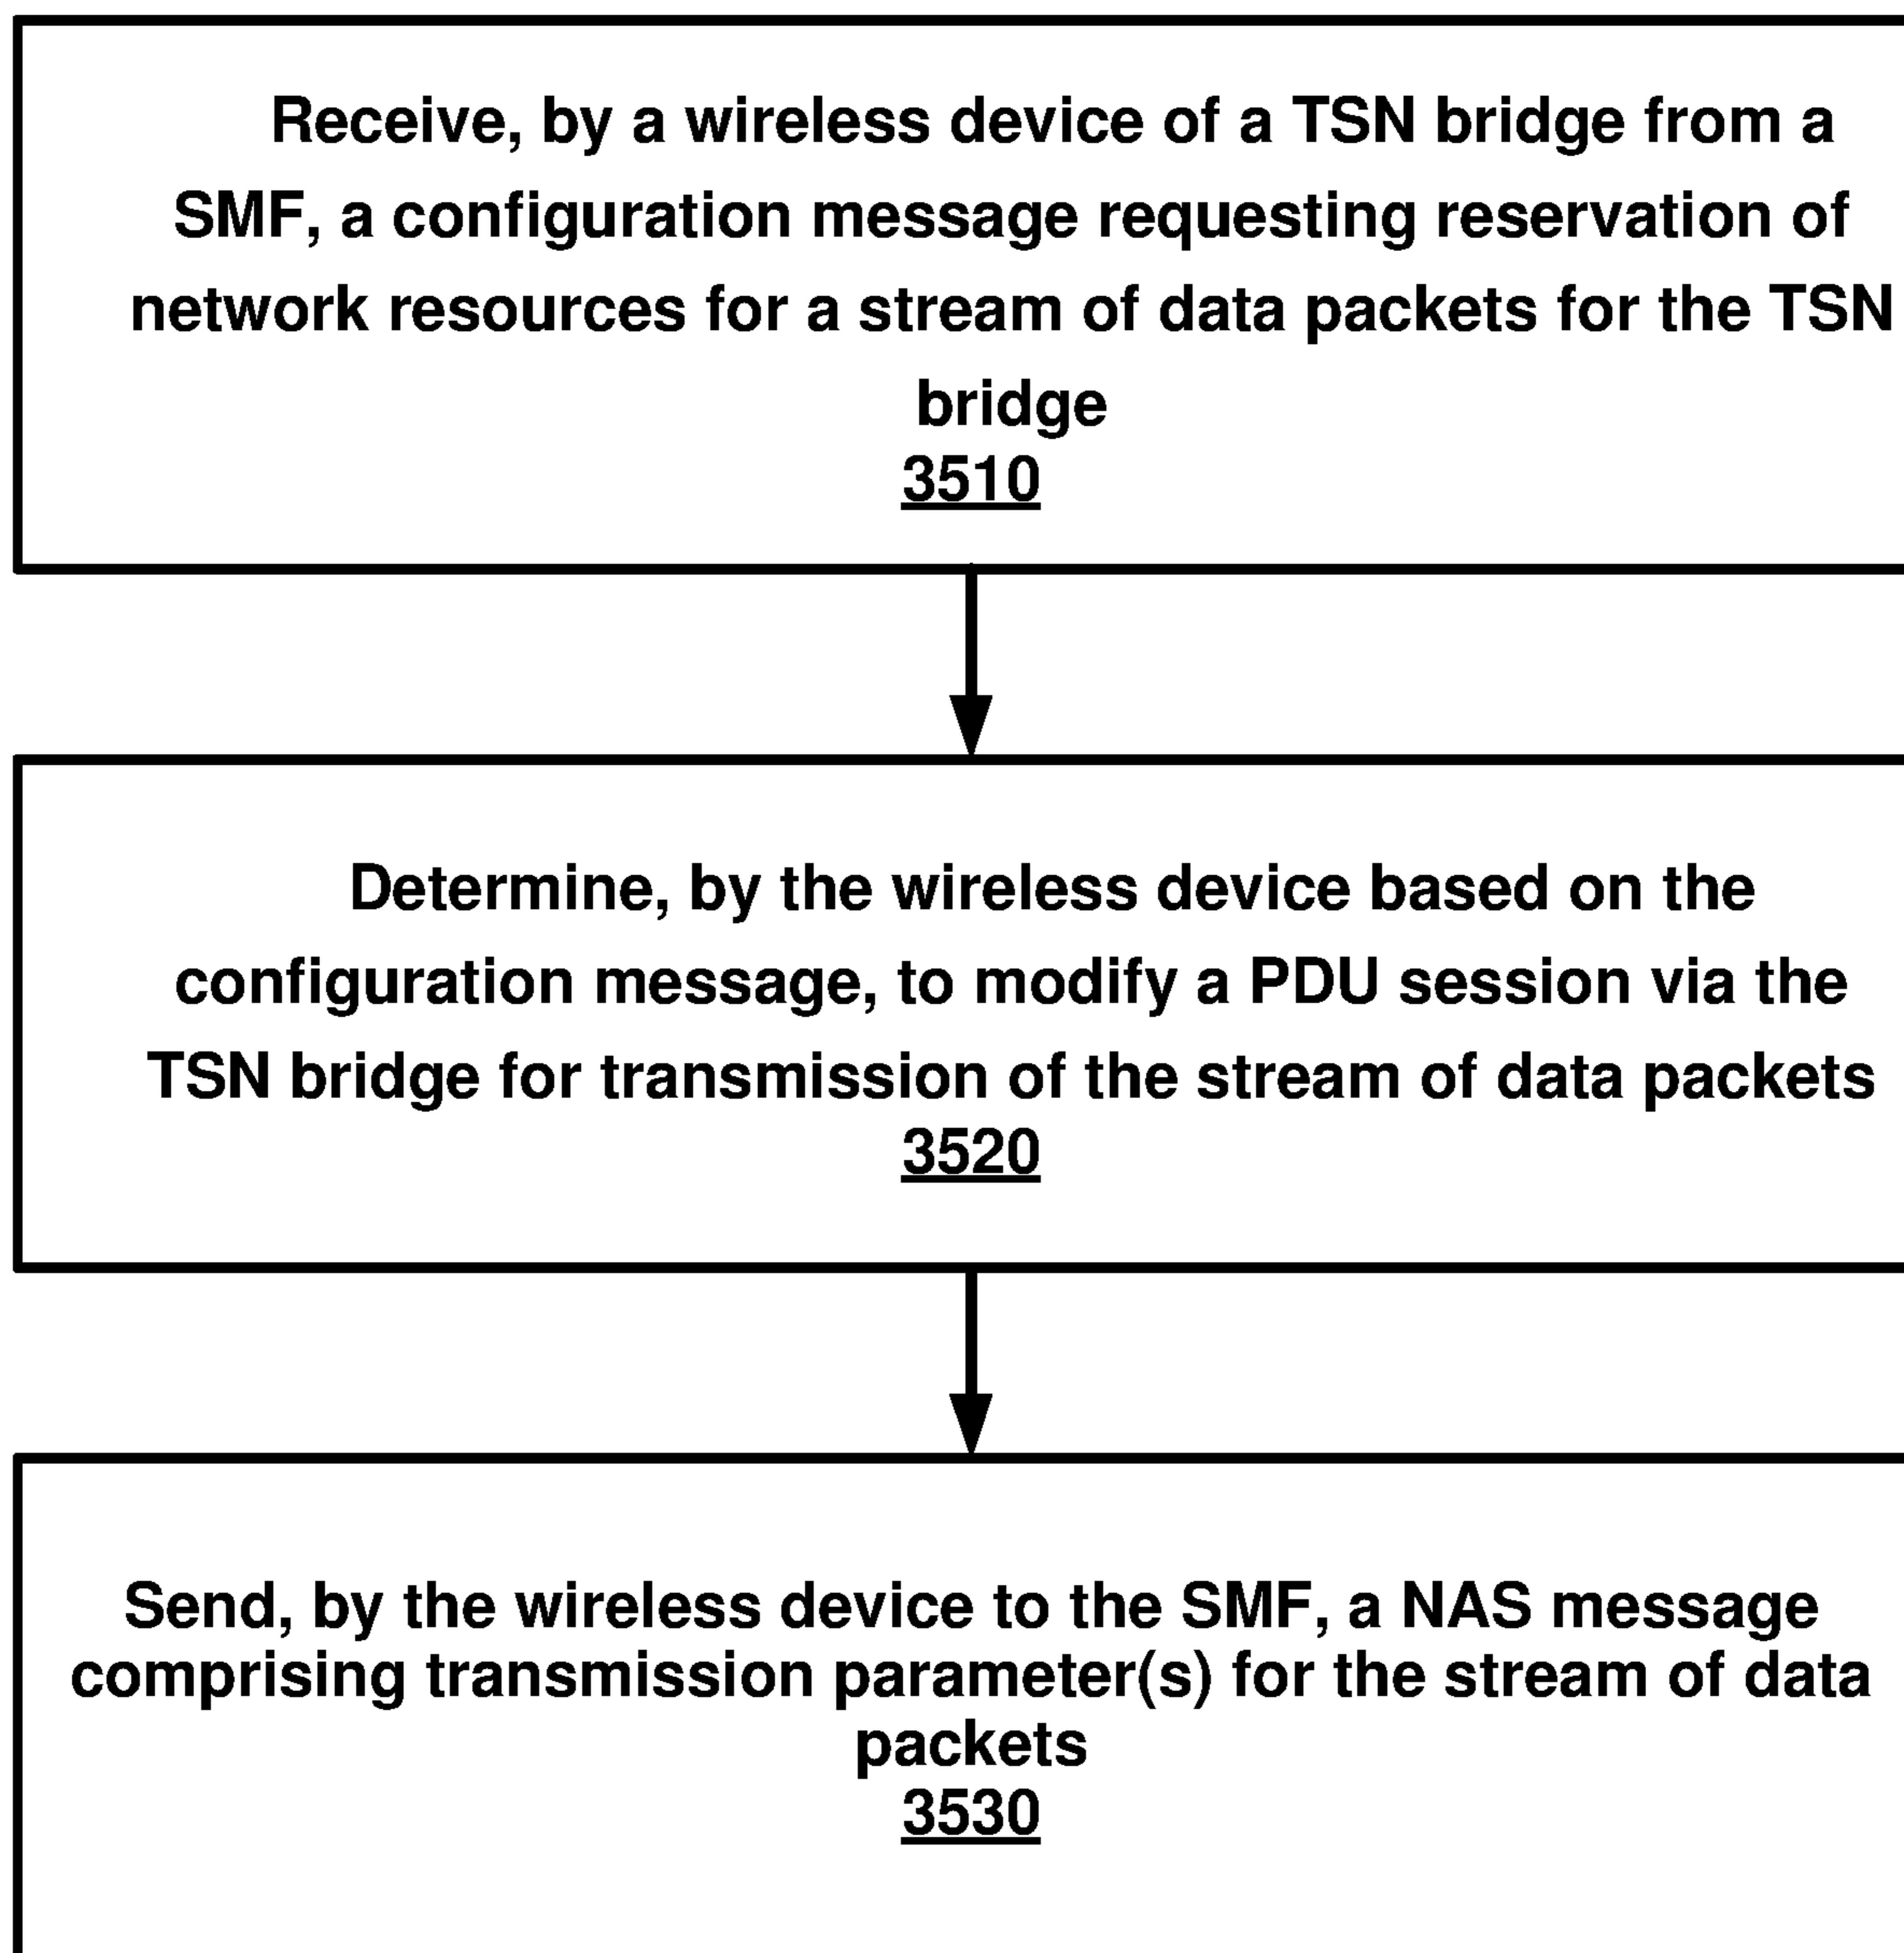 Receive, by a wireless device of a TSN bridge from a
SMF, a configuration message requesting reservation of
network resources for a stream of data packets for the TSN
bridge
3510
Determine, by the wireless device based on the
configuration message, to modify a PDU session via the
TSN bridge for transmission of the stream of data packets
3520
Send, by the wireless device to the SMF, a NAS message
comprising transmission parameter(s) for the stream of data
packets
3530